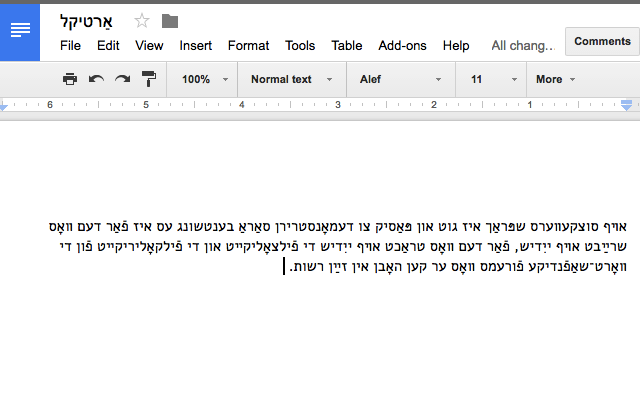 אַרטיקל
File Edit View Insert Format Tools Table Add-ons Help All chang… Comments
100% Normal text Alef 11 More
6 5 4 3 2 1
אויף סוצקעווערס שפּראַך איז גוט און פּאַסיק צו דעמאָנסטרירן סאַראַ בענטשונג עס איז פֿאַר דעם וואָס
שרײַבט אויף ייִדיש, פֿאַר דעם וואָס טראַכט אויף ייִדיש די פֿילצאָליקייט און די פֿילקאָליריקייט פֿון די
וואָרט־שאַפֿנדיקע פֿורעמס וואָס ער קען האָבן אין זײַן רשות.